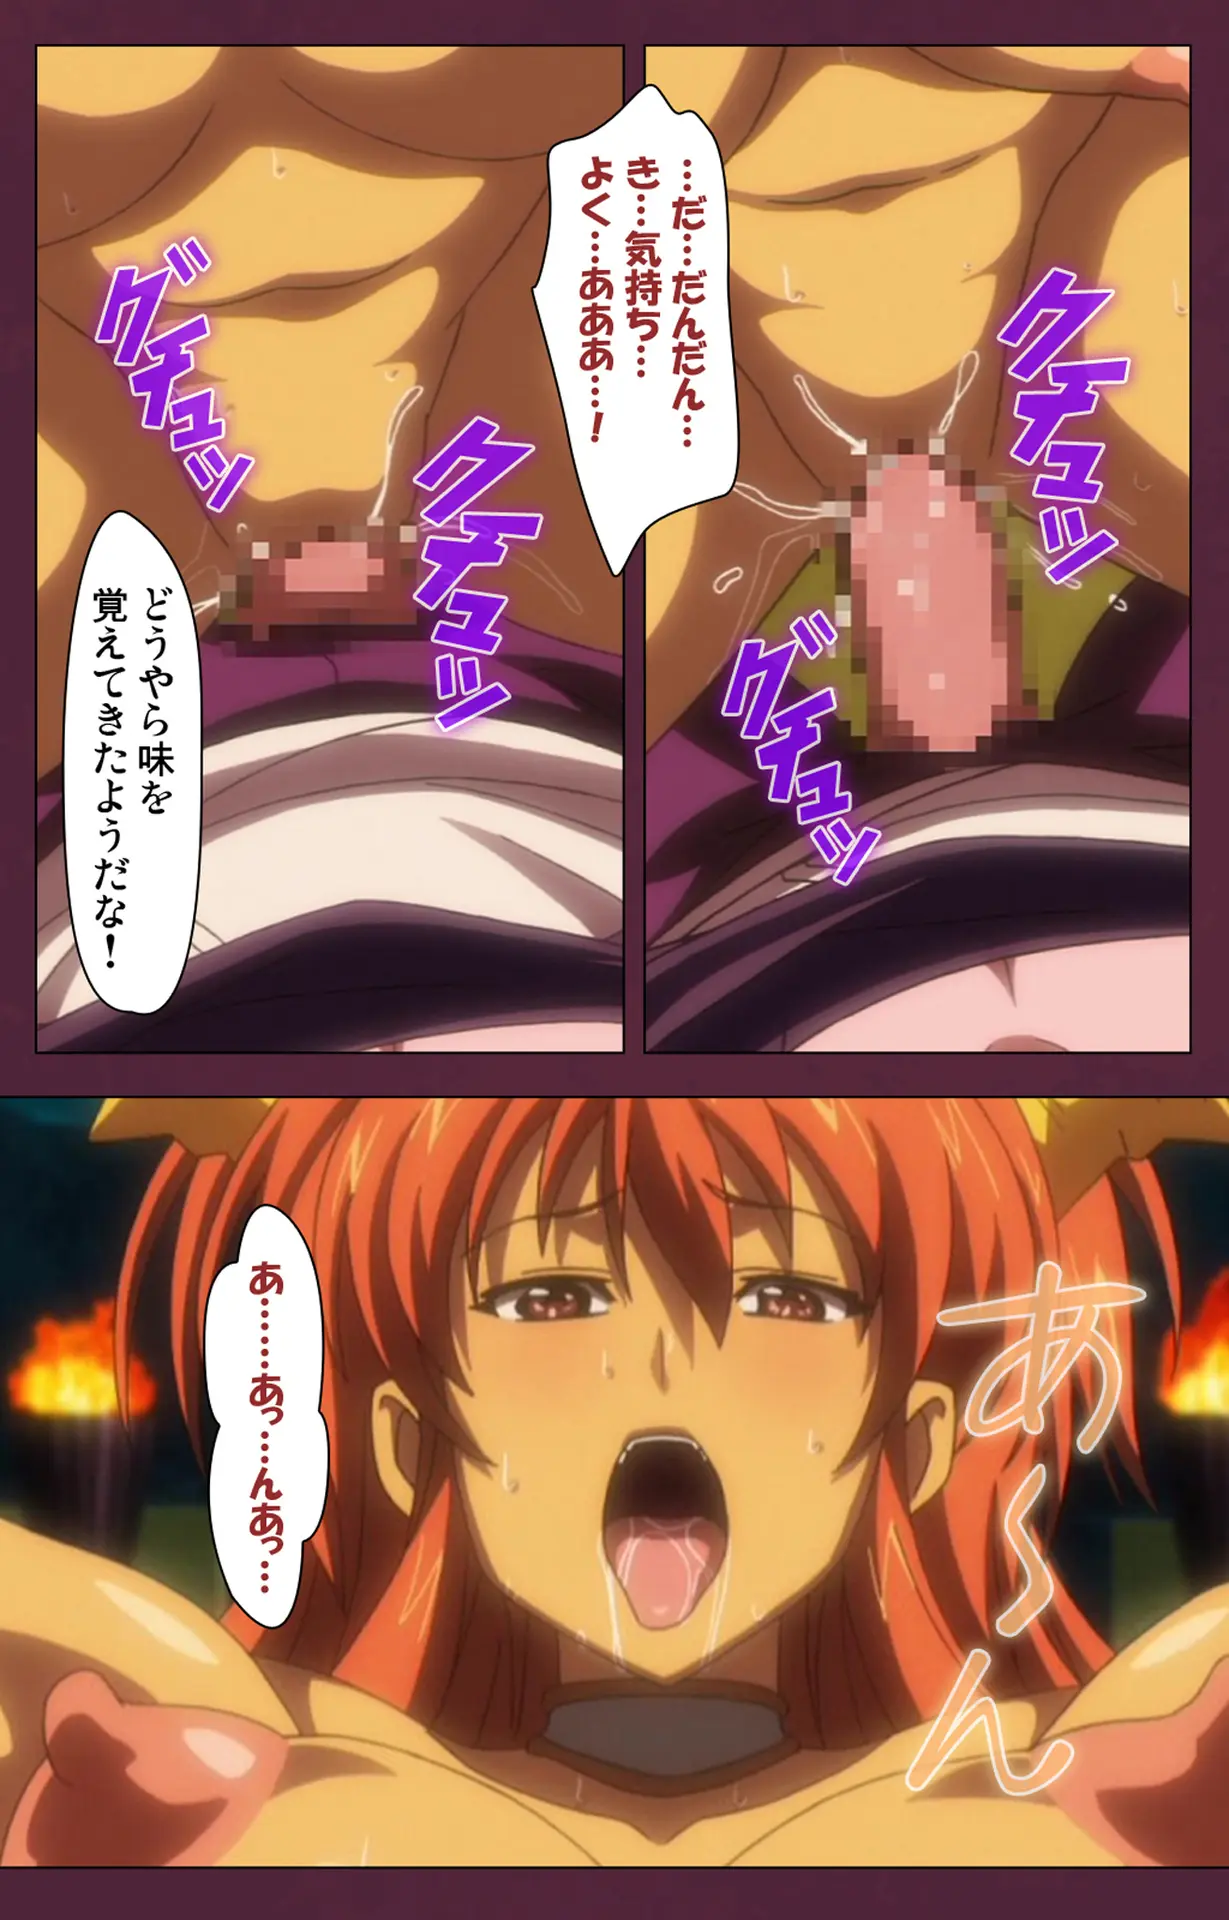 …だ…だんだん…
き…気持ち…
よく…あああ…！
クチュッ
グチュッ
グチュッ
クチュッ
どうやら味を
覚えてきたようだな！
あ……あっ…んあっ…
あ～ん